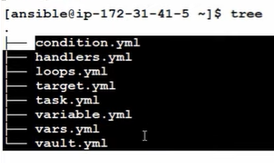 [ansible@ip-172-31-41-5 ~]$ tree
.
├── condition.yml
├── handlers.yml
├── loops.yml
├── target.yml
├── task.yml
├── variable.yml
├── vars.yml
└── vault.yml